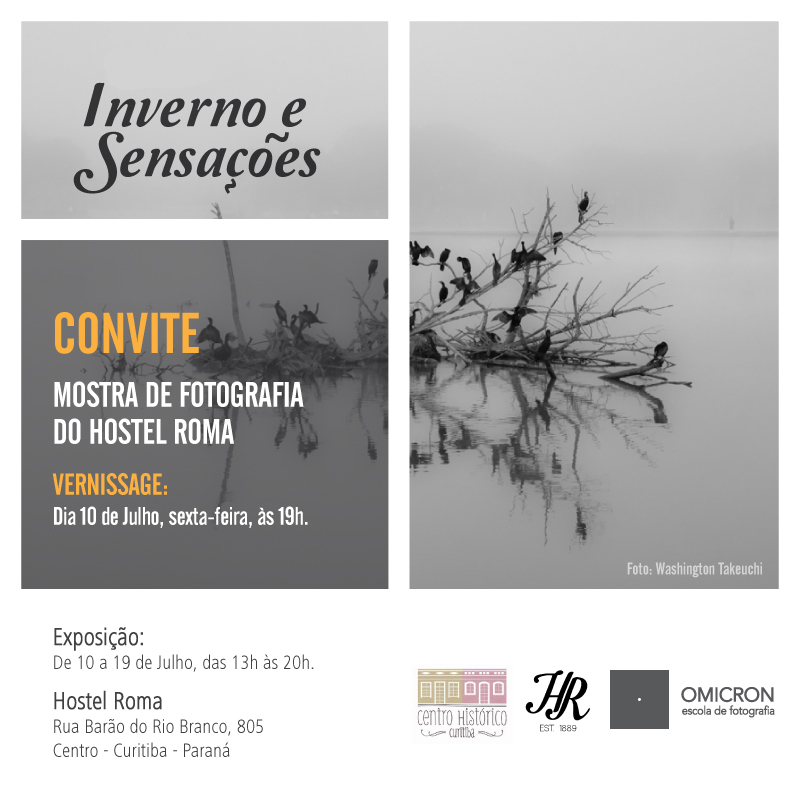 Inverno e
Sensações
CONVITE
MOSTRA DE FOTOGRAFIA
DO HOSTEL ROMA
VERNISSAGE:
Dia 10 de Julho, sexta-feira, às 19h.
Foto: Washington Takeuchi
Exposição:
De 10 a 19 de Julho, das 13h às 20h.
Hostel Roma
Rua Barão do Rio Branco, 805
Centro - Curitiba - Paraná
centro Histórico
curitiba
HR
EST 1889
OMICRON
escola de fotografia